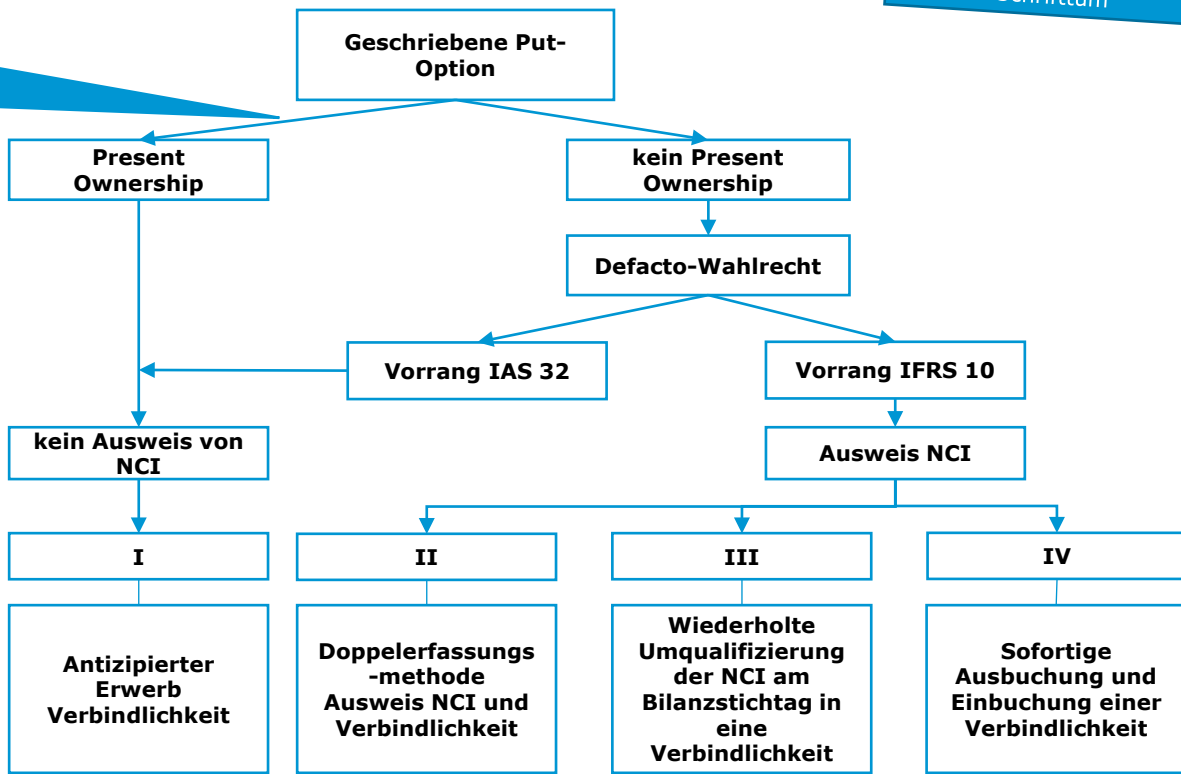 Schrifttum
Geschriebene Put-
Option
Present
Ownership
kein Present
Ownership
Defacto-Wahlrecht
Vorrang IAS 32
Vorrang IFRS 10
kein Ausweis von
NCI
Ausweis NCI
I
II
III
IV
Antizipierter
Erwerb
Verbindlichkeit
Doppelerfassungs
-methode
Ausweis NCI und
Verbindlichkeit
Wiederholte
Umqualifizierung
der NCI am
Bilanzstichtag in
eine
Verbindlichkeit
Sofortige
Ausbuchung und
Einbuchung einer
Verbindlichkeit